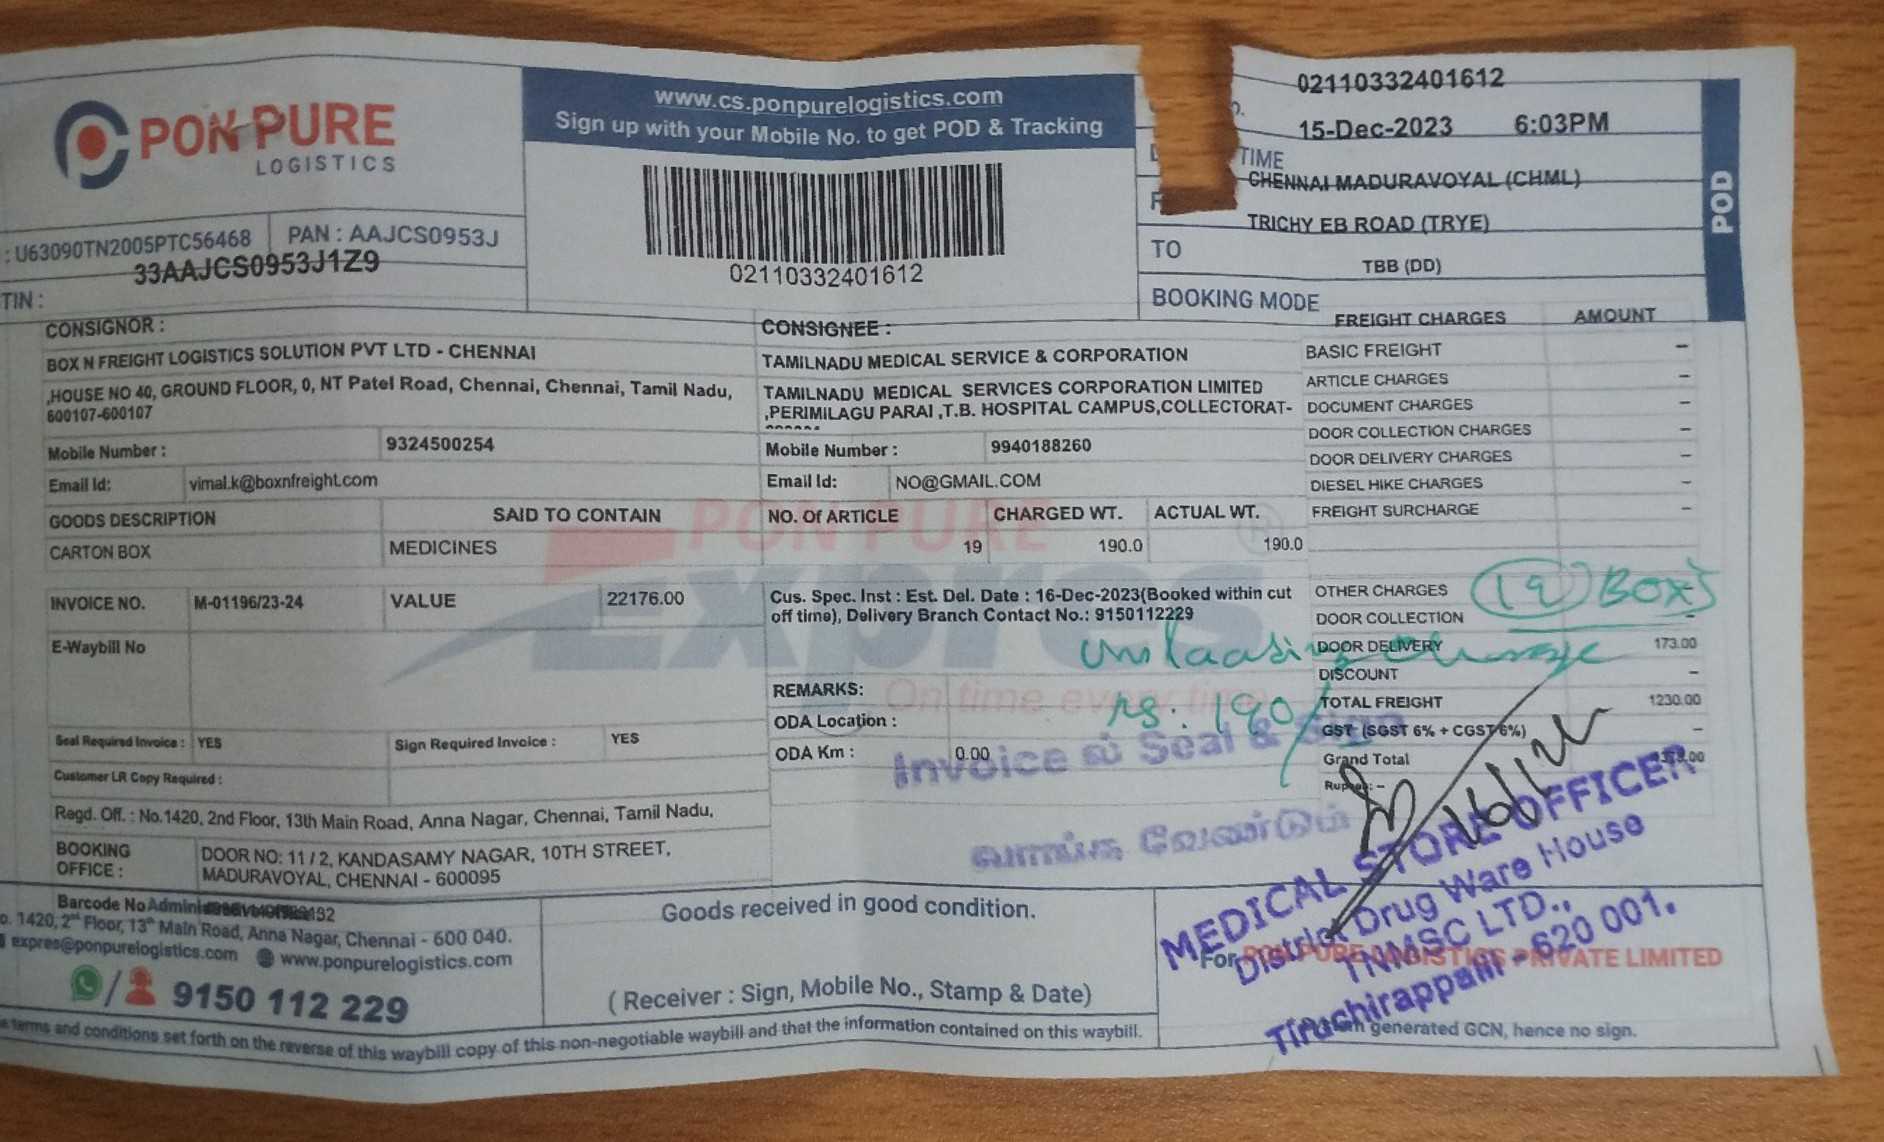 PON PURE
LOGISTICS
www.cs.ponpurelogistics.com
Sign up with your Mobile No. to get POD & Tracking
02110332401612
02110332401612
15-Dec-2023 6:03PM
TIME
CHENNAI MADURAVOYAL (CHML)
TRICHY EB ROAD (TRYE)
TO
TBB (DD)
BOOKING MODE
POD
: U63090TN2005PTC56468 PAN : AAJCS0953J
33AAJCS0953J1Z9
TIN :
CONSIGNOR : CONSIGNEE : FREIGHT CHARGES AMOUNT
BOX N FREIGHT LOGISTICS SOLUTION PVT LTD - CHENNAI TAMILNADU MEDICAL SERVICE & CORPORATION BASIC FREIGHT –
,HOUSE NO 40, GROUND FLOOR, 0, NT Patel Road, Chennai, Chennai, Tamil Nadu, TAMILNADU MEDICAL SERVICES CORPORATION LIMITED ARTICLE CHARGES –
600107-600107 ,PERIMILAGU PARAI ,T.B. HOSPITAL CAMPUS,COLLECTORAT- DOCUMENT CHARGES –
DOOR COLLECTION CHARGES –
Mobile Number : 9324500254 Mobile Number : 9940188260 DOOR DELIVERY CHARGES –
Email Id: vimal.k@boxnfreight.com Email Id: NO@GMAIL.COM DIESEL HIKE CHARGES –
GOODS DESCRIPTION SAID TO CONTAIN NO. Of ARTICLE CHARGED WT. ACTUAL WT. FREIGHT SURCHARGE –
CARTON BOX MEDICINES 19 190.0 190.0
PON PURE
Expres
On time every time
INVOICE NO. M-01196/23-24 VALUE 22176.00 Cus. Spec. Inst : Est. Del. Date : 16-Dec-2023(Booked within cut OTHER CHARGES
off time), Delivery Branch Contact No.: 9150112229 DOOR COLLECTION –
19 BOXS
E-Waybill No DOOR DELIVERY 173.00
unlaading charge
DISCOUNT –
REMARKS: TOTAL FREIGHT 1230.00
rs. 190/
ODA Location : GST (SGST 6% + CGST 6%) –
Seal Required Invoice : YES Sign Required Invoice : YES ODA Km : 0.00 Grand Total
Invoice ல் Seal & Sign
வாங்க வேண்டும்
Customer LR Copy Required :
16/12
Regd. Off. : No.1420, 2nd Floor, 13th Main Road, Anna Nagar, Chennai, Tamil Nadu,
BOOKING OFFICE : DOOR NO: 11 / 2, KANDASAMY NAGAR, 10TH STREET,
MADURAVOYAL, CHENNAI - 600095
MEDICAL STORE OFFICER
District Drug Ware House
TNMSC LTD.,
Tiruchirappalli - 620 001.
Barcode No
o. 1420, 2nd Floor, 13th Main Road, Anna Nagar, Chennai - 600 040.
expres@ponpurelogistics.com www.ponpurelogistics.com
9150 112 229
Goods received in good condition.
( Receiver : Sign, Mobile No., Stamp & Date)
For PON PURE LOGISTICS PRIVATE LIMITED
generated GCN, hence no sign.
terms and conditions set forth on the reverse of this waybill copy of this non-negotiable waybill and that the information contained on this waybill.